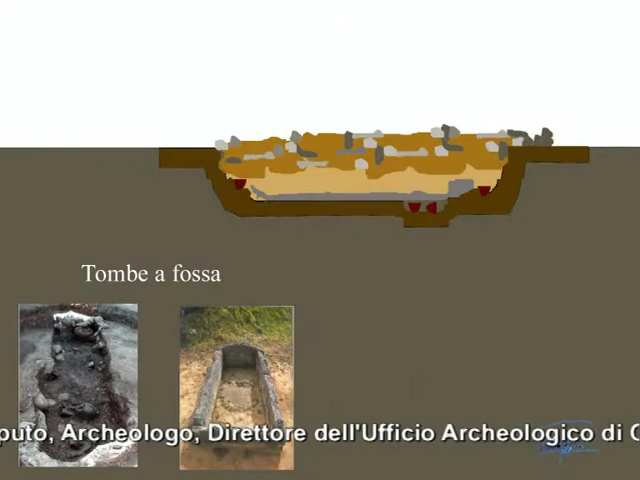 Tombe a fossa
puto, Archeologo, Direttore dell'Ufficio Archeologico di